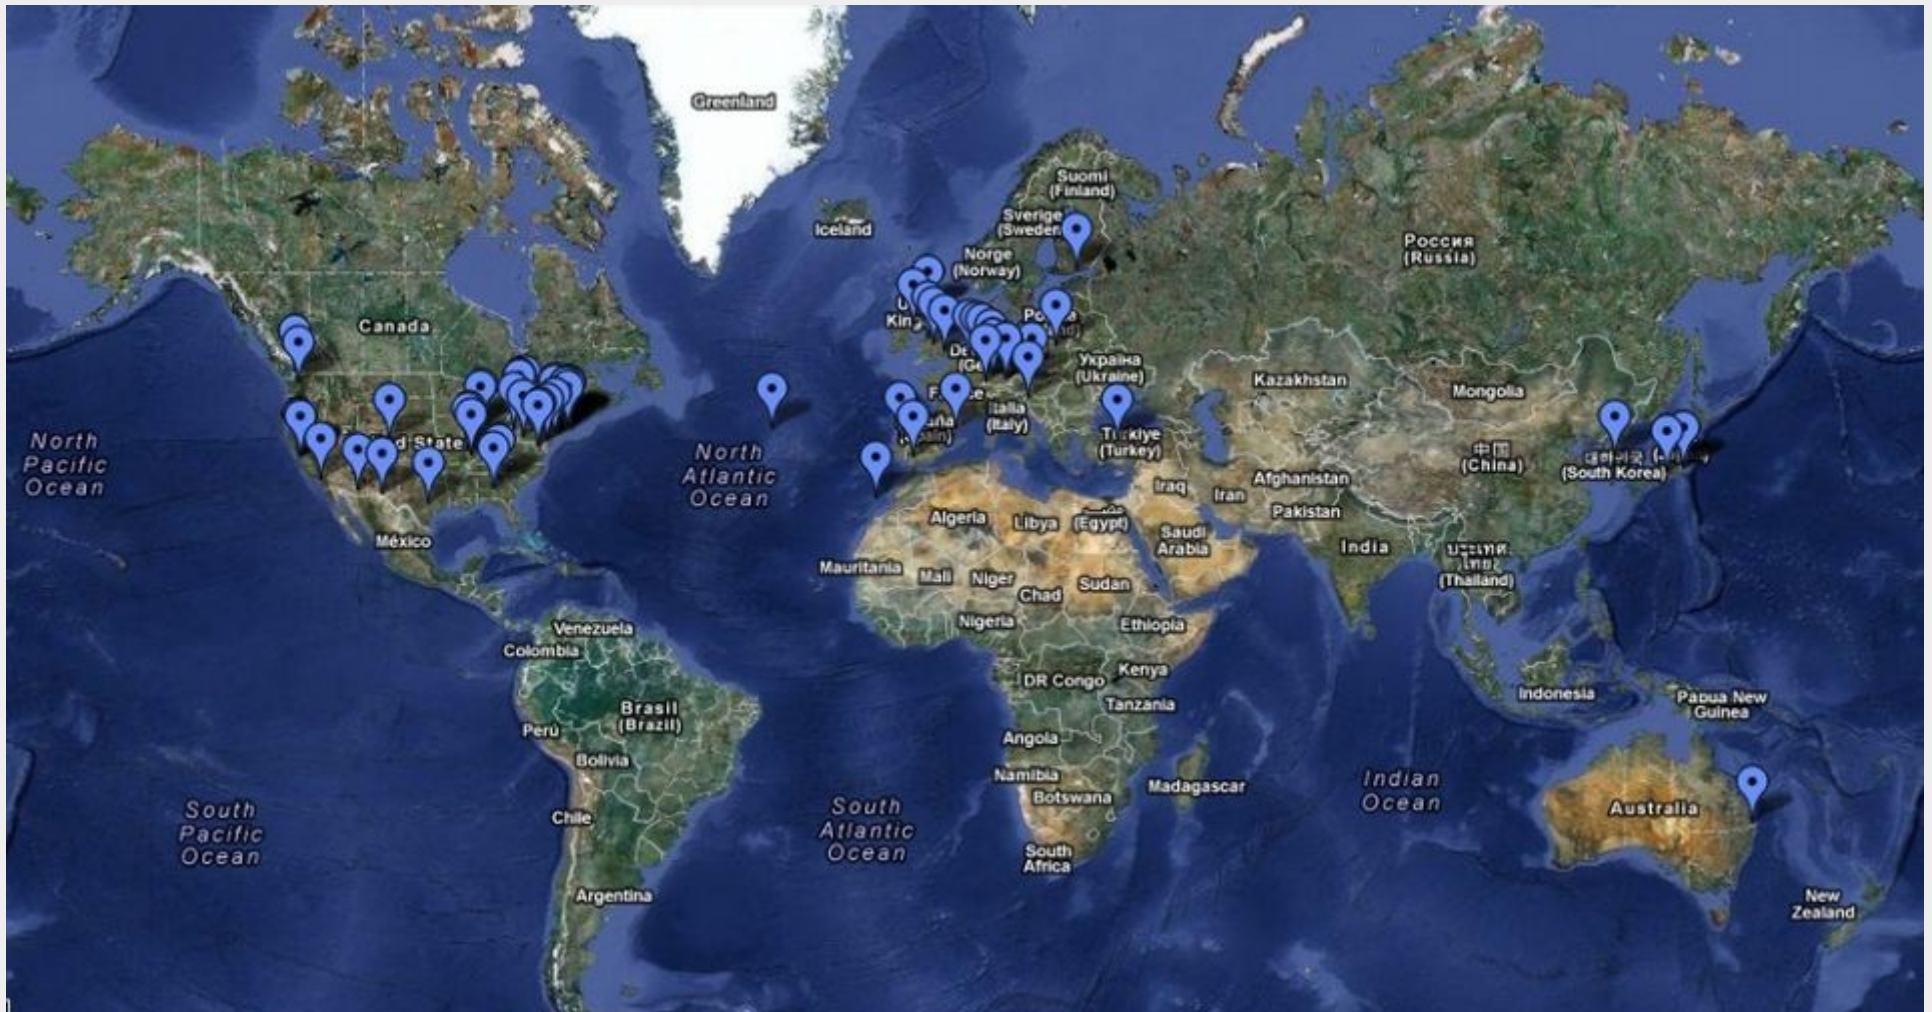 Greenland
Suomi
(Finland)
Iceland
Sverige
(Sweden
Norge
(Norway)
Россия
(Russia)
Canada
Україна
(Ukraine)
Kazakhstan
Mongolia
Italia
(Italy)
North
Pacific
Ocean
North
Atlantic
Ocean
(Turkey)
中国
(China)
(South Korea)
Iraq
Iran
Afghanistan
Pakistan
Algeria
Libya
(Egypt)
Saudi
Arabia
India
México
Mauritania
Mali
Niger
Chad
Sudan
(Thailand)
Nigeria
Ethiopia
Venezuela
Colombia
DR Congo
Kenya
Tanzania
Indonesia
Papua New
Guinea
Brasil
(Brazil)
Perú
Bolivia
Angola
Namibia
Botswana
Madagascar
Indian
Ocean
Australia
South
Pacific
Ocean
South
Atlantic
Ocean
Chile
South
Africa
Argentina
New
Zealand